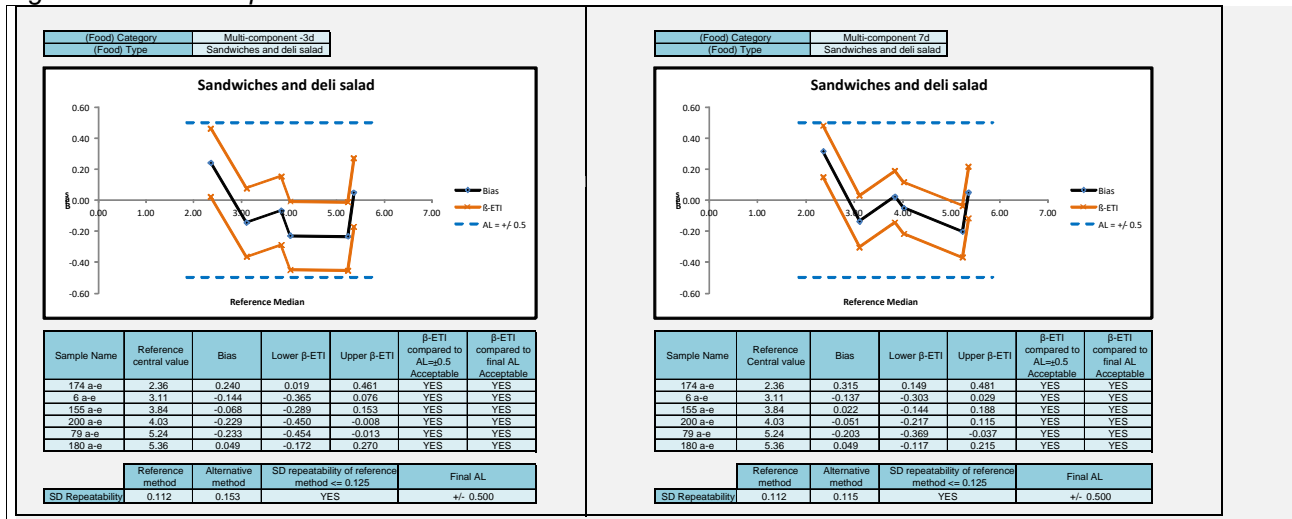 (Food) Category Multi-component -3d
(Food) Type Sandwiches and deli salad
Sandwiches and deli salad
0.60
0.40
0.20
0.00
-0.20
-0.40
-0.60
0.00 1.00 2.00 3.00 4.00 5.00 6.00 7.00
Reference Median
Bias
β-ETI
AL = +/- 0.5
Sample Name Reference central value Bias Lower β-ETI Upper β-ETI β-ETI compared to AL=±0.5 Acceptable β-ETI compared to final AL Acceptable
174 a-e 2.36 0.240 0.019 0.461 YES YES
6 a-e 3.11 -0.144 -0.365 0.076 YES YES
155 a-e 3.84 -0.068 -0.289 0.153 YES YES
200 a-e 4.03 -0.229 -0.450 -0.008 YES YES
79 a-e 5.24 -0.233 -0.454 -0.013 YES YES
180 a-e 5.36 0.049 -0.172 0.270 YES YES
Reference method Alternative method SD repeatability of reference method <= 0.125 Final AL
SD Repeatability 0.112 0.153 YES +/- 0.500
(Food) Category Multi-component 7d
(Food) Type Sandwiches and deli salad
Sandwiches and deli salad
0.60
0.40
0.20
0.00
-0.20
-0.40
-0.60
0.00 1.00 2.00 3.00 4.00 5.00 6.00 7.00
Reference Median
Bias
β-ETI
AL = +/- 0.5
Sample Name Reference Central value Bias Lower β-ETI Upper β-ETI β-ETI compared to AL=±0.5 Acceptable β-ETI compared to final AL Acceptable
174 a-e 2.36 0.315 0.149 0.481 YES YES
6 a-e 3.11 -0.137 -0.303 0.029 YES YES
155 a-e 3.84 0.022 -0.144 0.188 YES YES
200 a-e 4.03 -0.051 -0.217 0.115 YES YES
79 a-e 5.24 -0.203 -0.369 -0.037 YES YES
180 a-e 5.36 0.049 -0.117 0.215 YES YES
Reference method Alternative method SD repeatability of reference method <= 0.125 Final AL
SD Repeatability 0.112 0.115 YES +/- 0.500